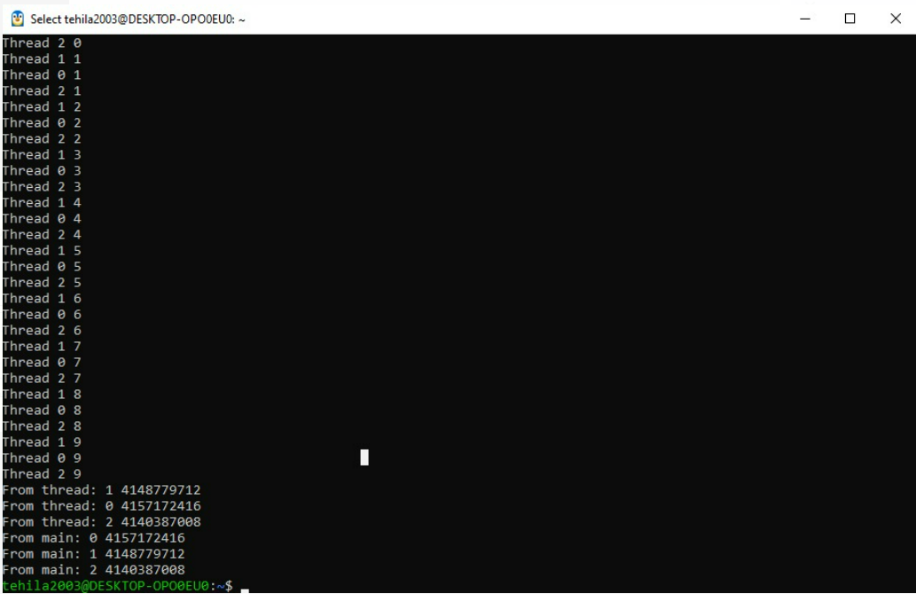 Select tehila2003@DESKTOP-OPO0EU0: ~
Thread 2 0
Thread 1 1
Thread 0 1
Thread 2 1
Thread 1 2
Thread 0 2
Thread 2 2
Thread 1 3
Thread 0 3
Thread 2 3
Thread 1 4
Thread 0 4
Thread 2 4
Thread 1 5
Thread 0 5
Thread 2 5
Thread 1 6
Thread 0 6
Thread 2 6
Thread 1 7
Thread 0 7
Thread 2 7
Thread 1 8
Thread 0 8
Thread 2 8
Thread 1 9
Thread 0 9
Thread 2 9
From thread: 1 4148779712
From thread: 0 4157172416
From thread: 2 4140387008
From main: 0 4157172416
From main: 1 4148779712
From main: 2 4140387008
tehila2003@DESKTOP-OPO0EU0:~$